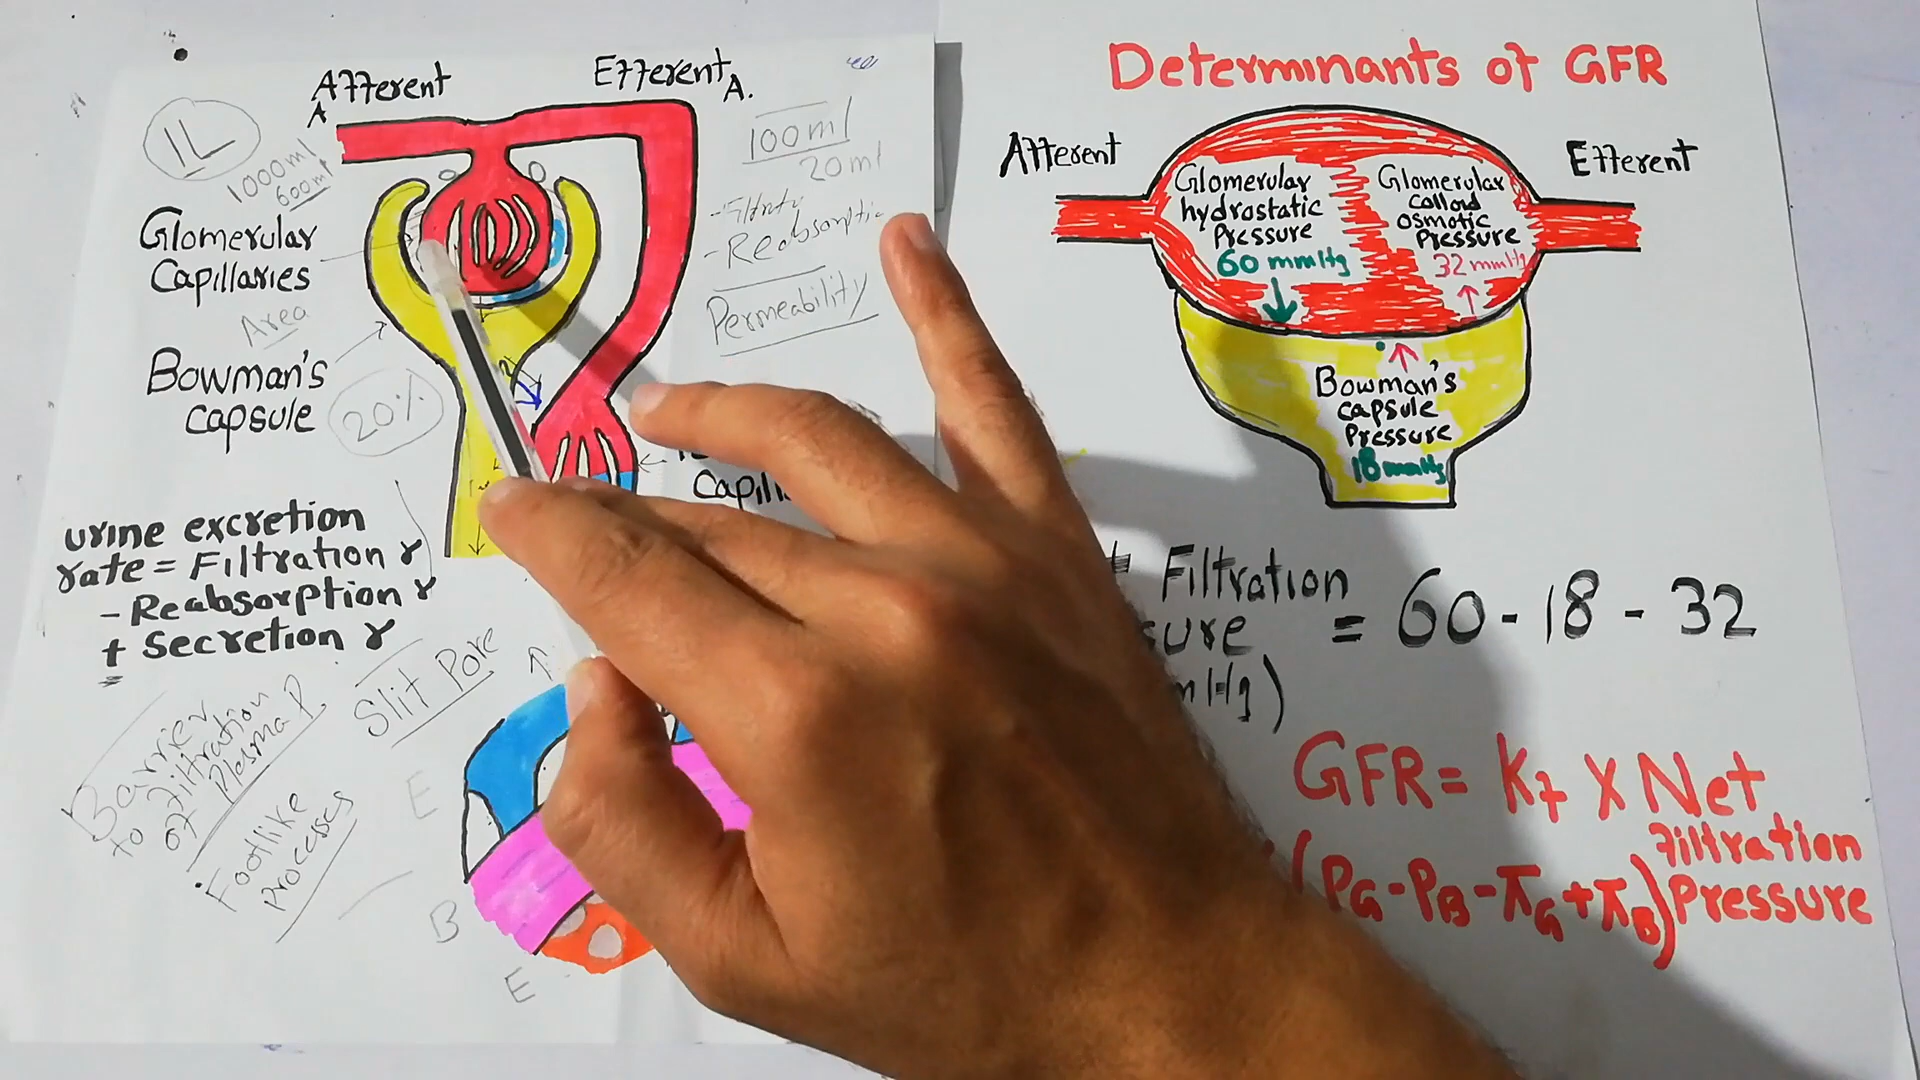 Afferent
A
Efferent
A.
1L
1000ml
600ml
100ml
20ml
- Reabsorptio
Permeability
Glomerular
Capillaries
Area
Bowman's
capsule
20%
urine excretion
rate = Filtration r
- Reabsorption r
+ Secretion r
Slit Pore
Barrier
to filtration
of Plasma P.
Footlike
processes
E
B
E
Determinants of GFR
Afferent
Efferent
Glomerular
hydrostatic
Pressure
60 mmHg
Glomerular
colloid
osmotic
Pressure
32 mmHg
Bowman's
capsule
Pressure
18 mmHg
Filtration
= 60 - 18 - 32
GFR = Kf X Net
filtration
Pressure
(PG - PB - πG + πB)